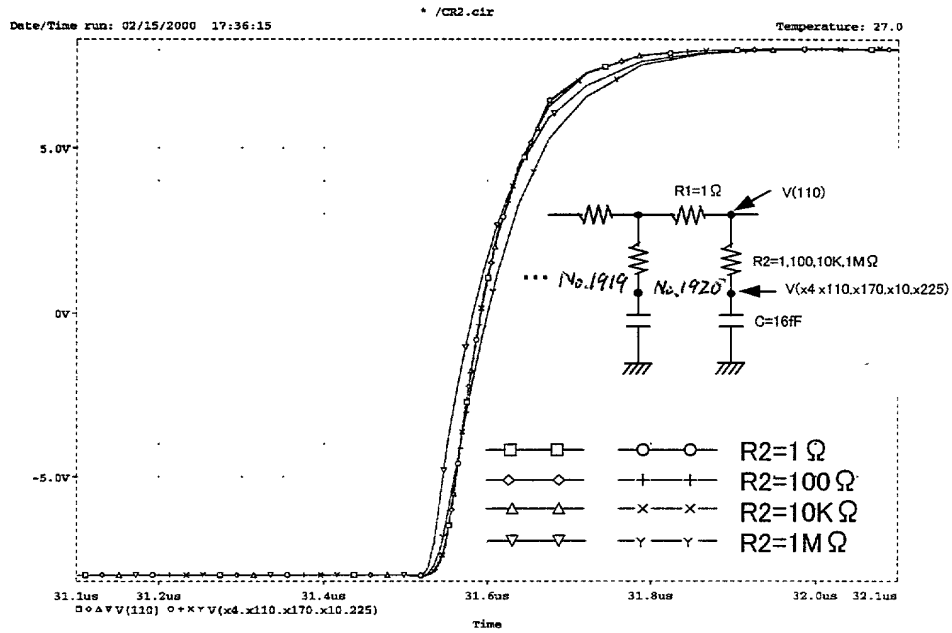 * /CR2.cir
Date/Time run: 02/15/2000 17:36:15
Temperature: 27.0
5.0V
0V
-5.0V
R1=1Ω
V(110)
R2=1,100,10K,1MΩ
... No.1919
No.1920
V(x4.x110.x170.x10.x225)
C=16fF
R2=1Ω
R2=100Ω
R2=10KΩ
R2=1MΩ
31.1us
31.2us
31.4us
31.6us
31.8us
32.0us
32.1us
V(110)
V(x4.x110.x170.x10.225)
Time